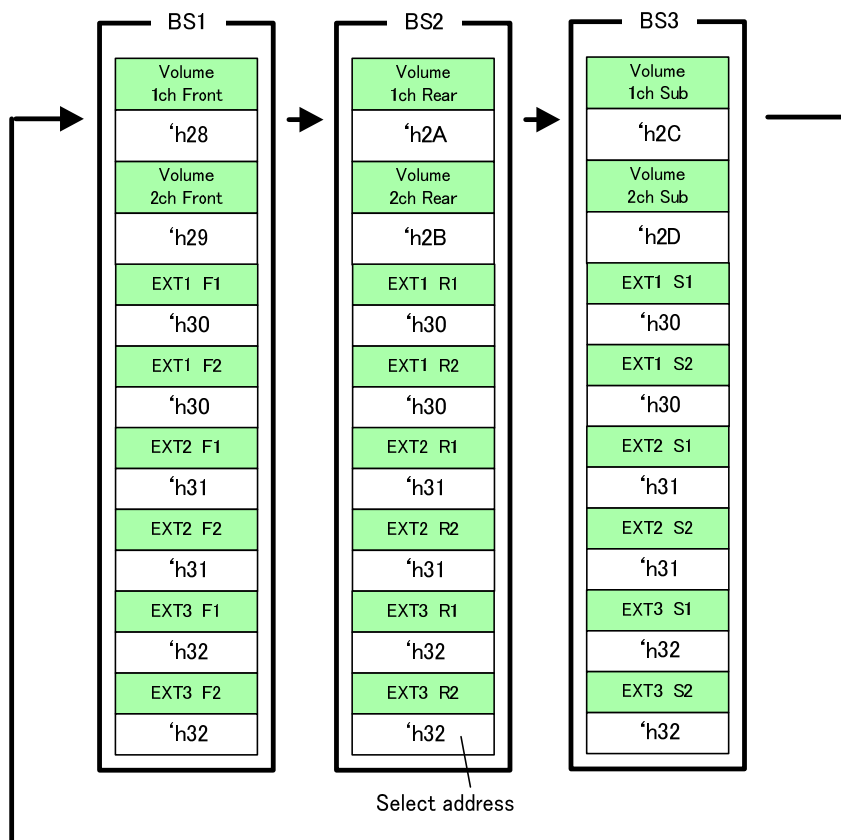 BS1
Volume
1ch Front
‘h28
Volume
2ch Front
‘h29
EXT1 F1
‘h30
EXT1 F2
‘h30
EXT2 F1
‘h31
EXT2 F2
‘h31
EXT3 F1
‘h32
EXT3 F2
‘h32
BS2
Volume
1ch Rear
‘h2A
Volume
2ch Rear
‘h2B
EXT1 R1
‘h30
EXT1 R2
‘h30
EXT2 R1
‘h31
EXT2 R2
‘h31
EXT3 R1
‘h32
EXT3 R2
‘h32
Select address
BS3
Volume
1ch Sub
‘h2C
Volume
2ch Sub
‘h2D
EXT1 S1
‘h30
EXT1 S2
‘h30
EXT2 S1
‘h31
EXT2 S2
‘h31
EXT3 S1
‘h32
EXT3 S2
‘h32